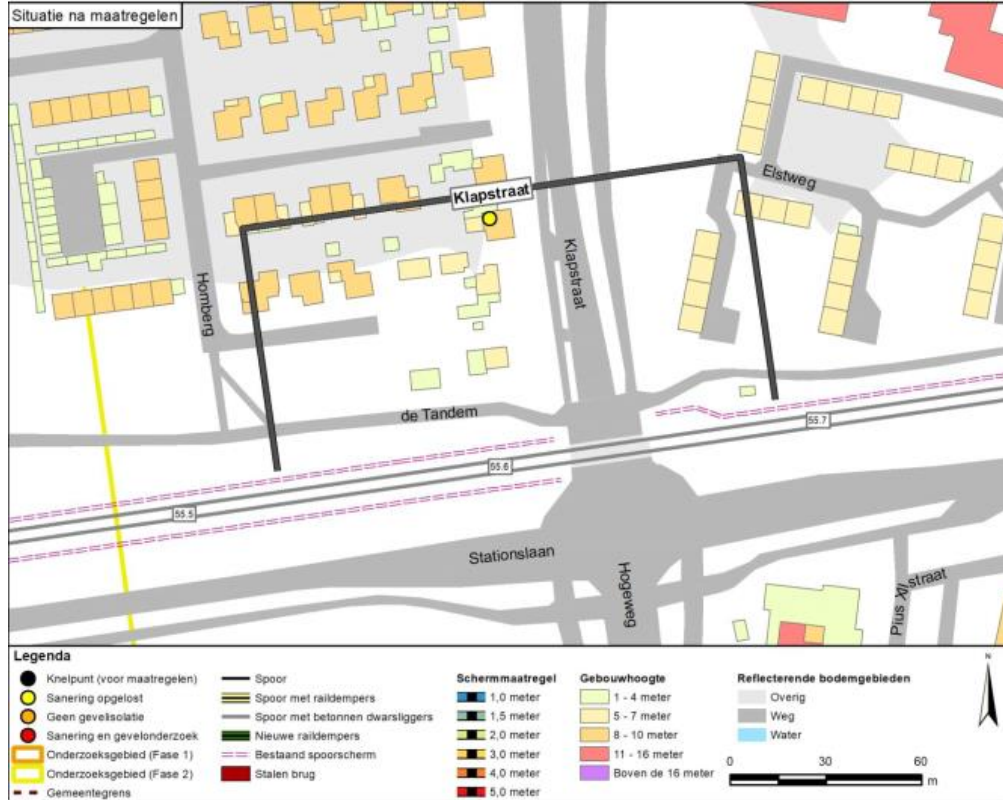 Situatie na maatregelen
Klapstraat
Elstweg
Klapstraat
Homberg
de Tandem
55.7
55.6
55.5
Stationslaan
Hogeweg
Pius XIIstraat
Legenda
Knelpunt (voor maatregelen)
Sanering opgelost
Geen gevelisolatie
Sanering en gevelonderzoek
Onderzoeksgebied (Fase 1)
Onderzoeksgebied (Fase 2)
Gemeentegrens
Spoor
Spoor met raildempers
Spoor met betonnen dwarsliggers
Nieuwe raildempers
Bestaand spoorscherm
Stalen brug
Schermmaatregel
1,0 meter
1,5 meter
2,0 meter
3,0 meter
4,0 meter
5,0 meter
Gebouwhoogte
1 - 4 meter
5 - 7 meter
8 - 10 meter
11 - 16 meter
Boven de 16 meter
Reflecterende bodemgebieden
Overig
Weg
Water
N
0 30 60
m